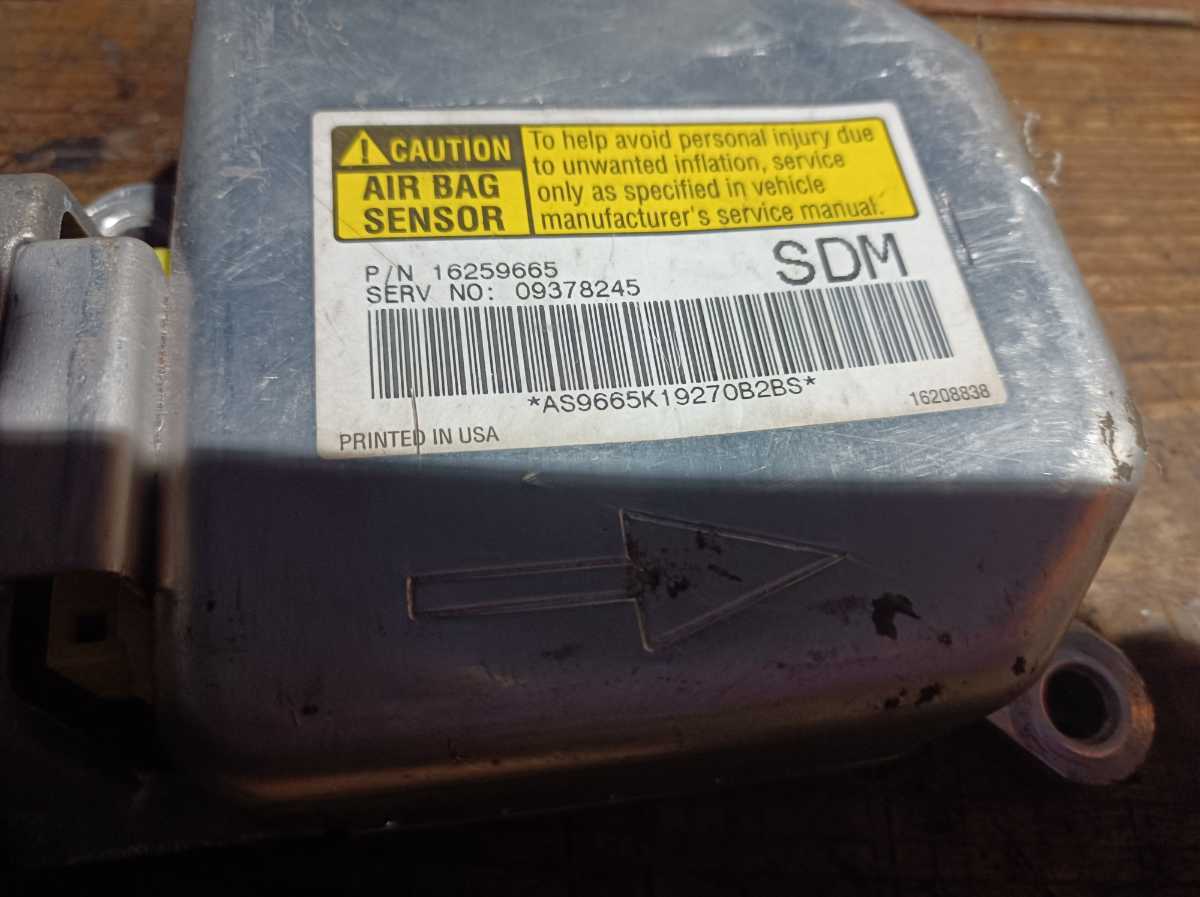 CAUTION
AIR BAG
SENSOR
To help avoid personal injury due
to unwanted inflation, service
only as specified in vehicle
manufacturer's service manual.
P/N 16259665
SERV NO: 09378245
SDM
*AS9665K19270B2BS*
16208838
PRINTED IN USA